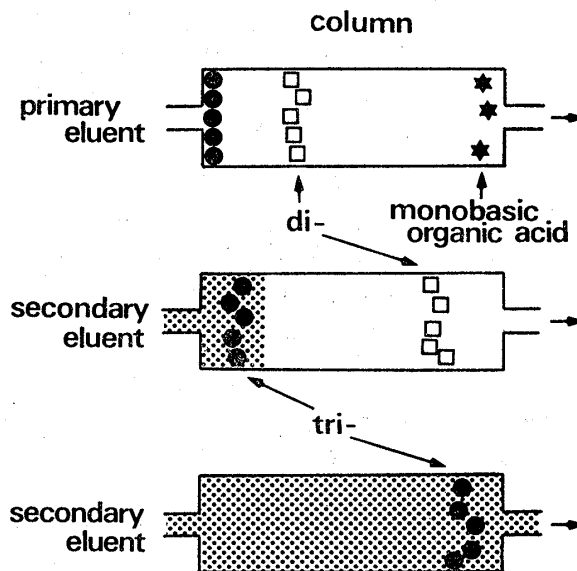 column
primary
eluent
di-
monobasic
organic acid
secondary
eluent
tri-
secondary
eluent